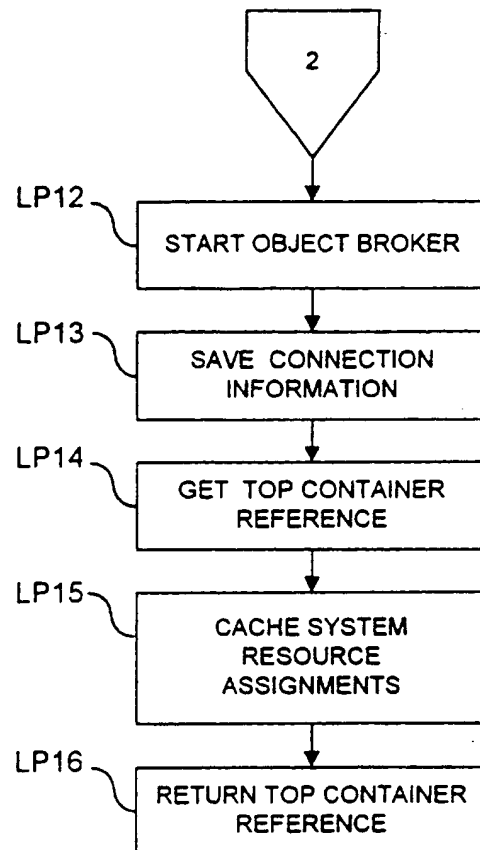 2
LP12
START OBJECT BROKER
LP13
SAVE CONNECTION
INFORMATION
LP14
GET TOP CONTAINER
REFERENCE
LP15
CACHE SYSTEM
RESOURCE
ASSIGNMENTS
LP16
RETURN TOP CONTAINER
REFERENCE